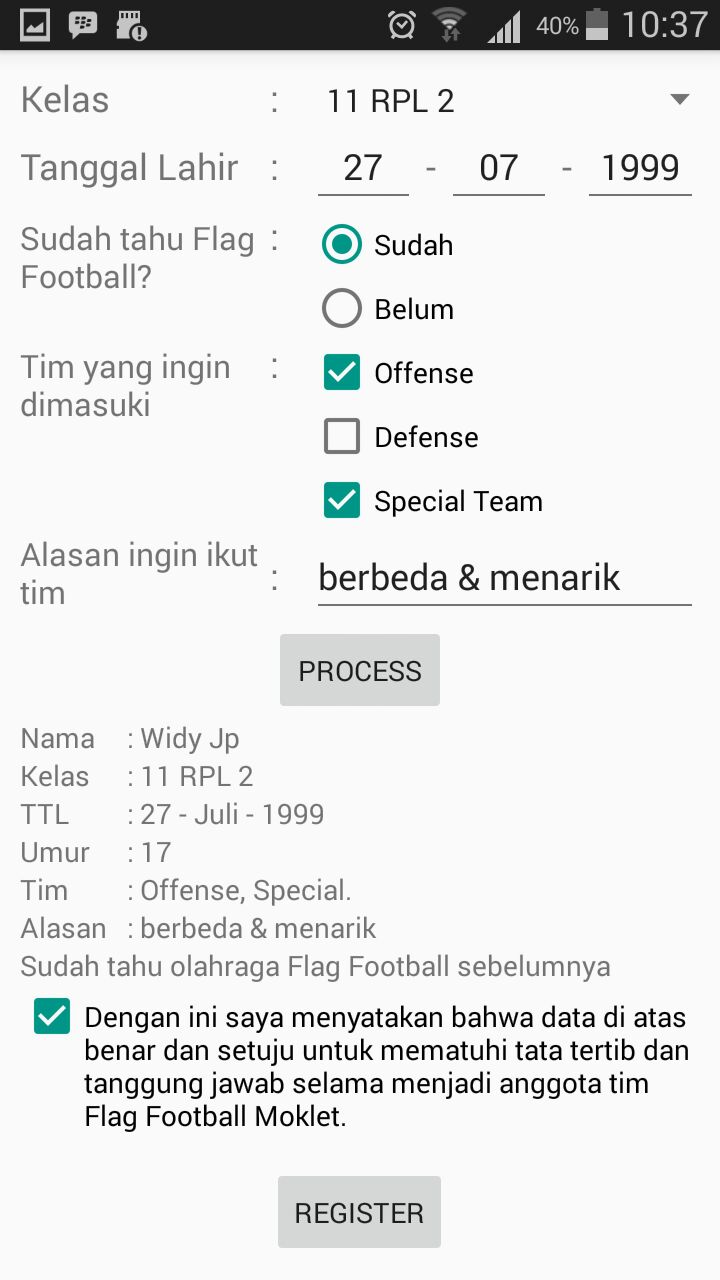 40% 10:37
Kelas : 11 RPL 2
Tanggal Lahir : 27 - 07 - 1999
Sudah tahu Flag : Sudah
Football?
Belum
Tim yang ingin : Offense
dimasuki
Defense
Special Team
Alasan ingin ikut
tim : berbeda & menarik
PROCESS
Nama : Widy Jp
Kelas : 11 RPL 2
TTL : 27 - Juli - 1999
Umur : 17
Tim : Offense, Special.
Alasan : berbeda & menarik
Sudah tahu olahraga Flag Football sebelumnya
Dengan ini saya menyatakan bahwa data di atas
benar dan setuju untuk mematuhi tata tertib dan
tanggung jawab selama menjadi anggota tim
Flag Football Moklet.
REGISTER